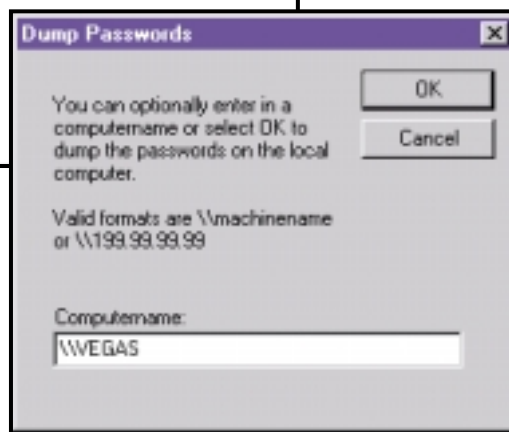 Dump Passwords
You can optionally enter in a
computername or select OK to
dump the passwords on the local
computer.
Valid formats are \\machinename
or \\199.99.99.99
OK
Cancel
Computername:
\\VEGAS